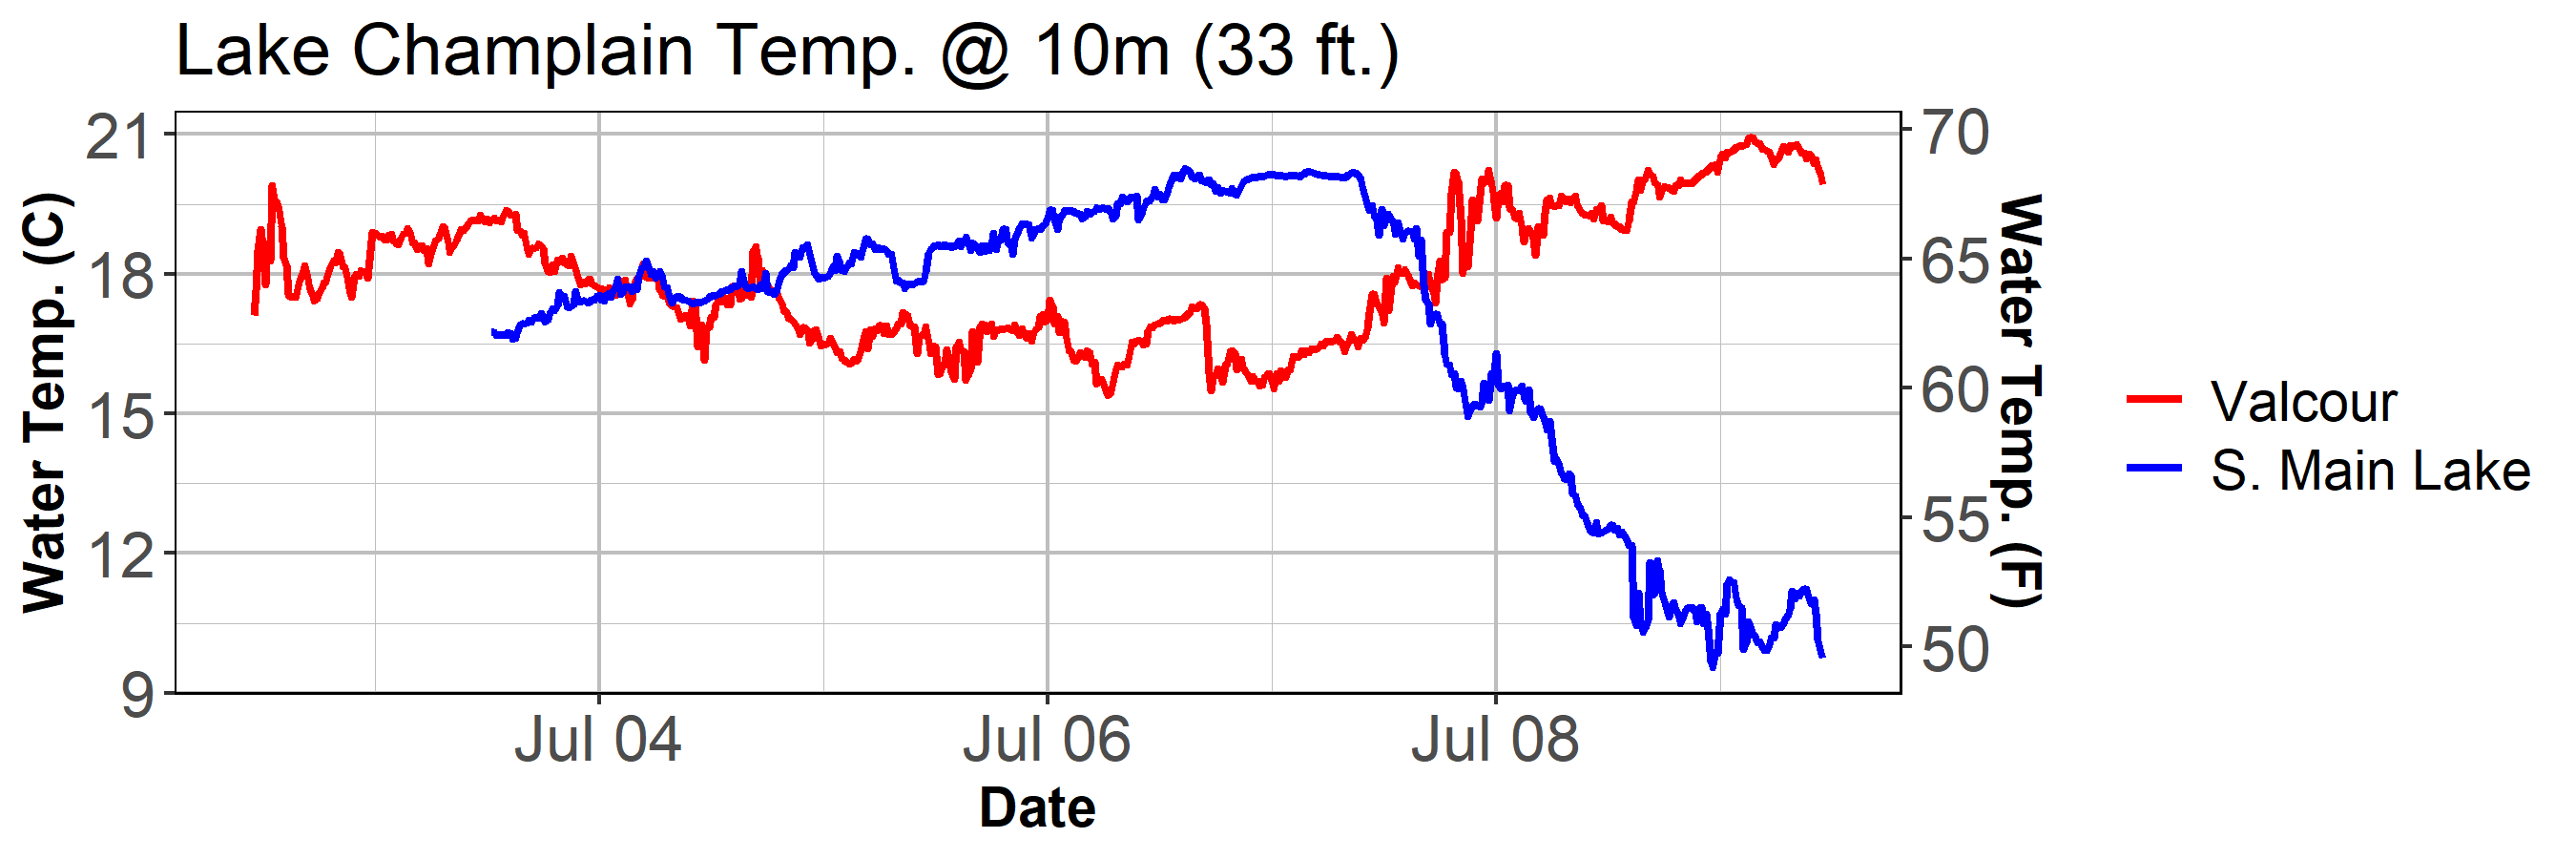 Lake Champlain Temp. @ 10m (33 ft.)
Water Temp. (C)
21
18
15
12
9
70
65
60
55
50
Water Temp. (F)
Jul 04
Jul 06
Jul 08
Date
Valcour
S. Main Lake